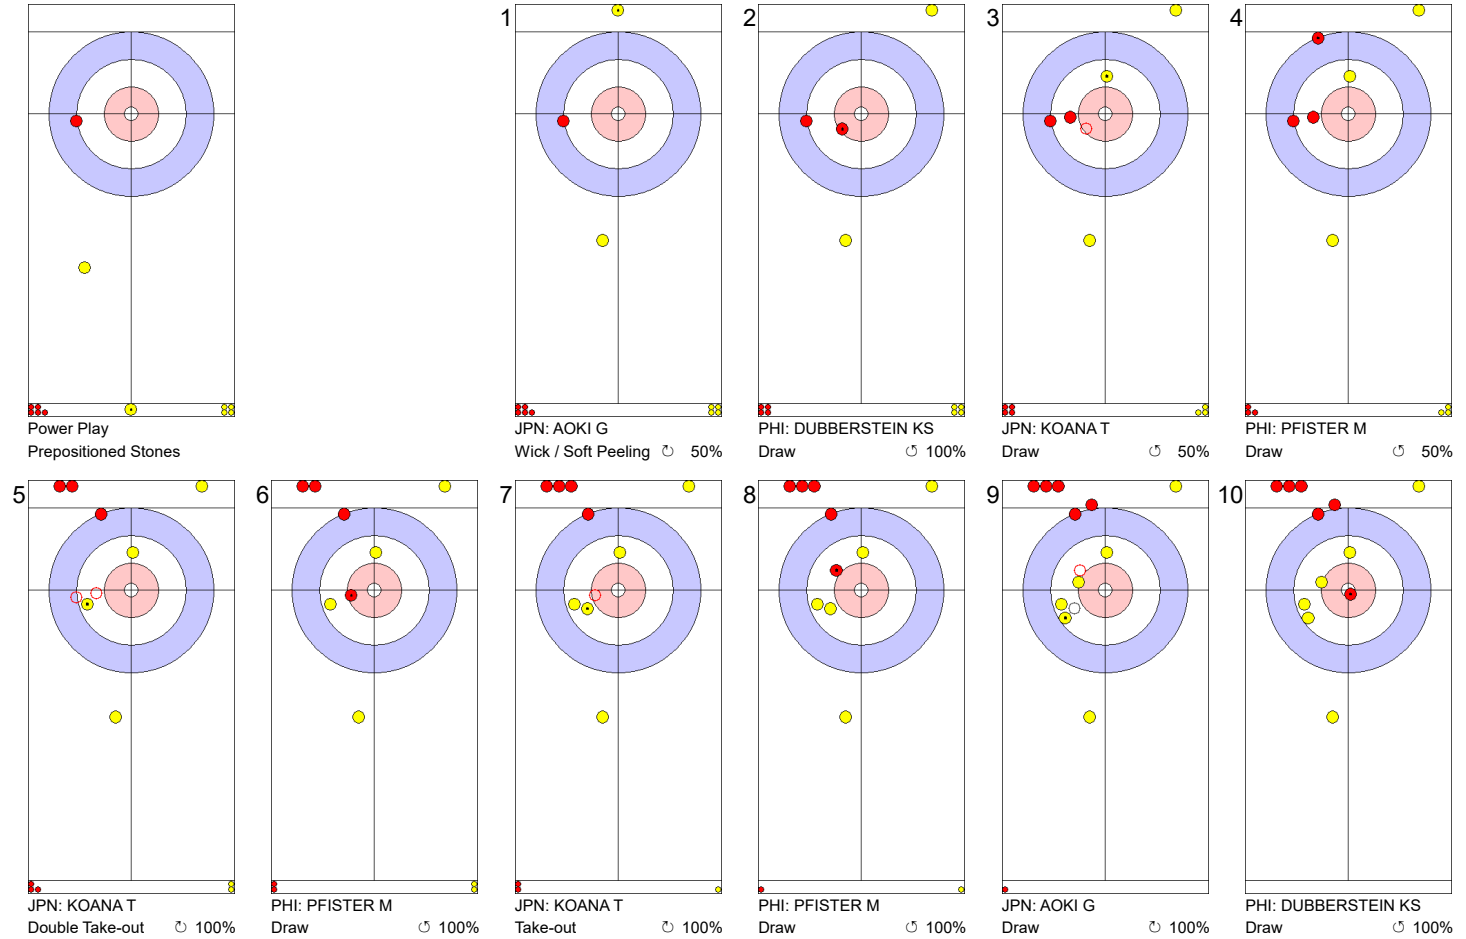 Power Play
Prepositioned Stones
1
JPN: AOKI G
Wick / Soft Peeling ↻ 50%
2
PHI: DUBBERSTEIN KS
Draw ↺ 100%
3
JPN: KOANA T
Draw ↺ 50%
4
PHI: PFISTER M
Draw ↺ 50%
5
JPN: KOANA T
Double Take-out ↻ 100%
6
PHI: PFISTER M
Draw ↺ 100%
7
JPN: KOANA T
Take-out ↻ 100%
8
PHI: PFISTER M
Draw ↺ 100%
9
JPN: AOKI G
Draw ↺ 100%
10
PHI: DUBBERSTEIN KS
Draw ↺ 100%